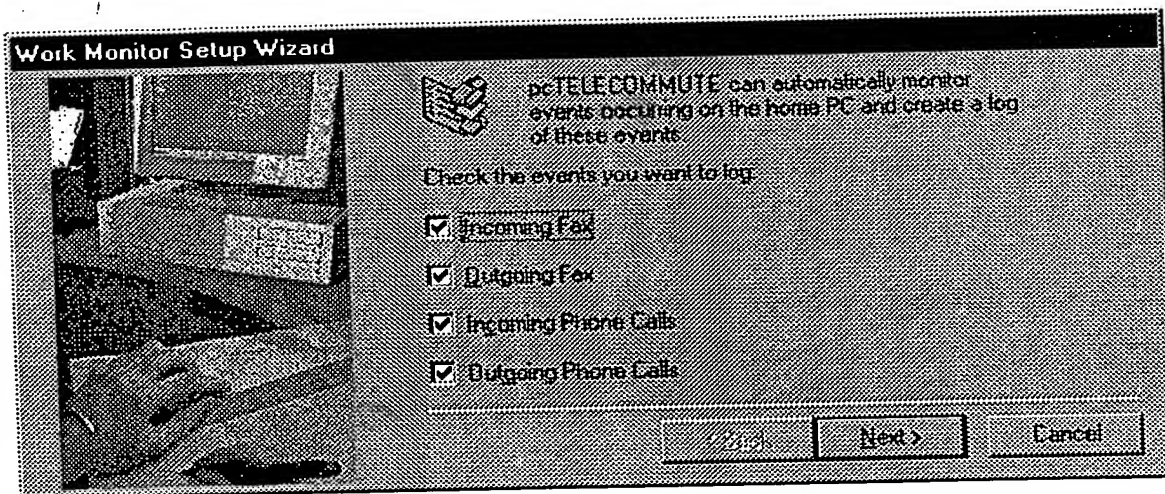 Work Monitor Setup Wizard
pcTELECOMMUTE can automatically monitor
events occurring on the home PC and create a log
of these events
Check the events you want to log:
Incoming Fax
Outgoing Fax
Incoming Phone Calls
Outgoing Phone Calls
< Back
Next >
Cancel